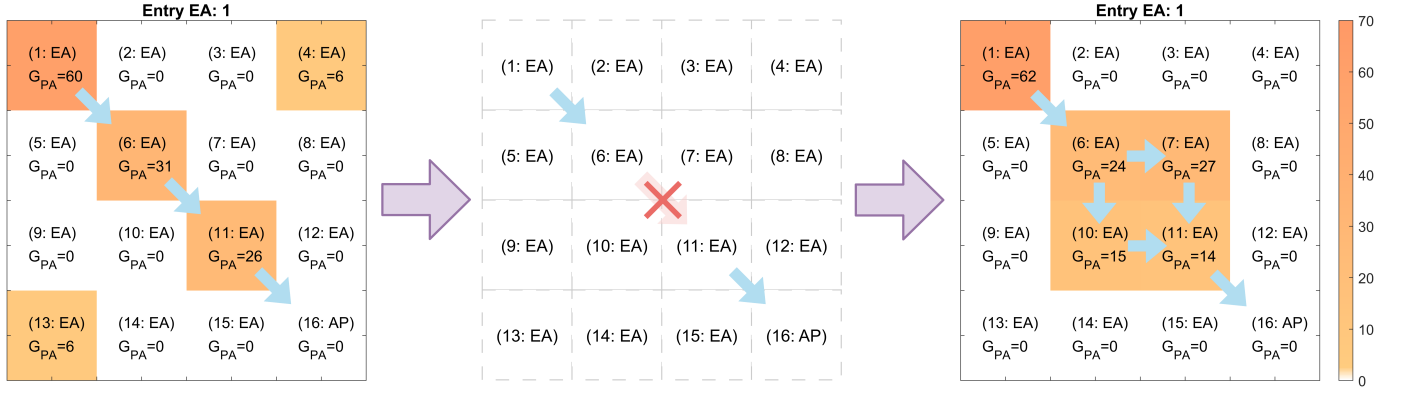 Entry EA: 1
(1: EA) (2: EA) (3: EA) (4: EA)
G_PA=60 G_PA=0 G_PA=0 G_PA=6
(5: EA) (6: EA) (7: EA) (8: EA)
G_PA=0 G_PA=31 G_PA=0 G_PA=0
(9: EA) (10: EA) (11: EA) (12: EA)
G_PA=0 G_PA=0 G_PA=26 G_PA=0
(13: EA) (14: EA) (15: EA) (16: AP)
G_PA=6 G_PA=0 G_PA=0 G_PA=0
(1: EA) (2: EA) (3: EA) (4: EA)
(5: EA) (6: EA) (7: EA) (8: EA)
(9: EA) (10: EA) (11: EA) (12: EA)
(13: EA) (14: EA) (15: EA) (16: AP)
Entry EA: 1
(1: EA) (2: EA) (3: EA) (4: EA)
G_PA=62 G_PA=0 G_PA=0 G_PA=0
(5: EA) (6: EA) (7: EA) (8: EA)
G_PA=0 G_PA=24 G_PA=27 G_PA=0
(9: EA) (10: EA) (11: EA) (12: EA)
G_PA=0 G_PA=15 G_PA=14 G_PA=0
(13: EA) (14: EA) (15: EA) (16: AP)
G_PA=0 G_PA=0 G_PA=0 G_PA=0
70
60
50
40
30
20
10
0